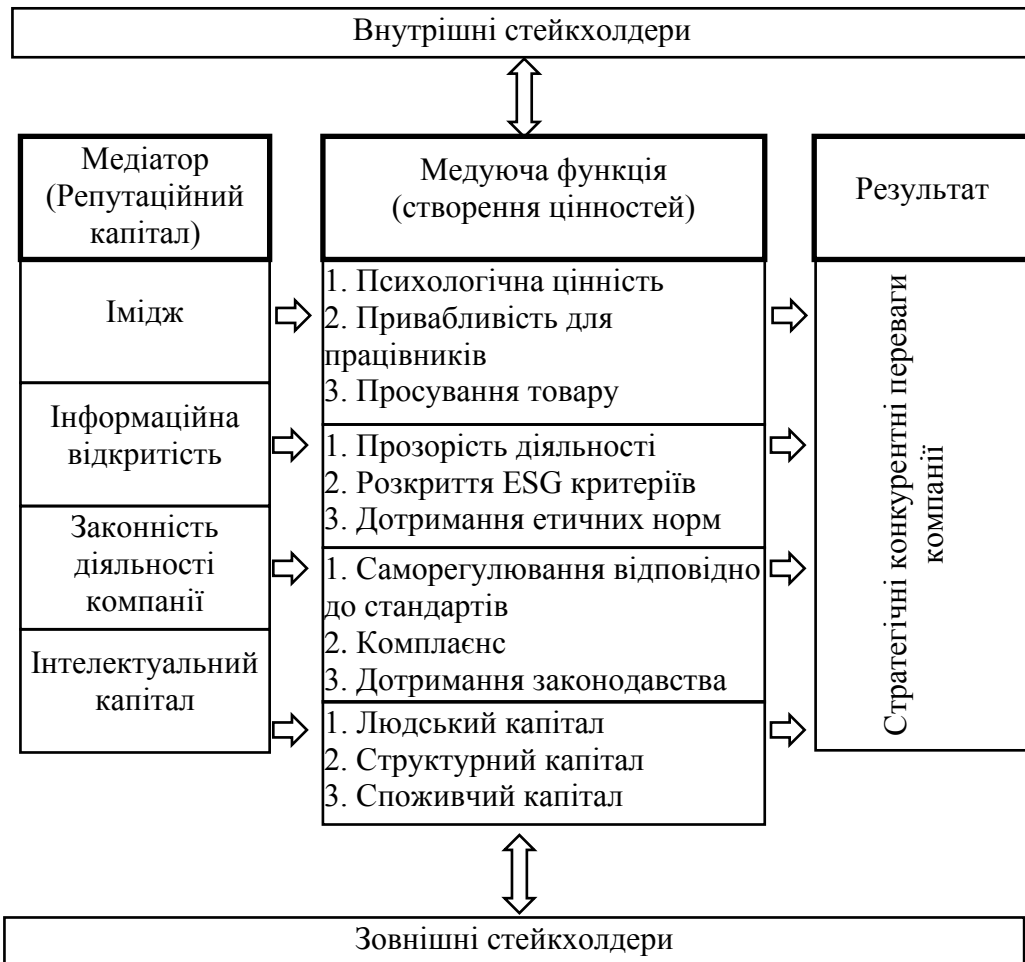 Внутрішні стейкхолдери
Медіатор
(Репутаційний
капітал)
Медуюча функція
(створення цінностей)
Результат
Імідж
1. Психологічна цінність
2. Привабливість для
працівників
3. Просування товару
Інформаційна
відкритість
1. Прозорість діяльності
2. Розкриття ESG критеріїв
3. Дотримання етичних норм
Законність
діяльності
компанії
1. Саморегулювання відповідно
до стандартів
2. Комплаєнс
3. Дотримання законодавства
Інтелектуальний
капітал
1. Людський капітал
2. Структурний капітал
3. Споживчий капітал
Стратегічні конкурентні переваги
компанії
Зовнішні стейкхолдери